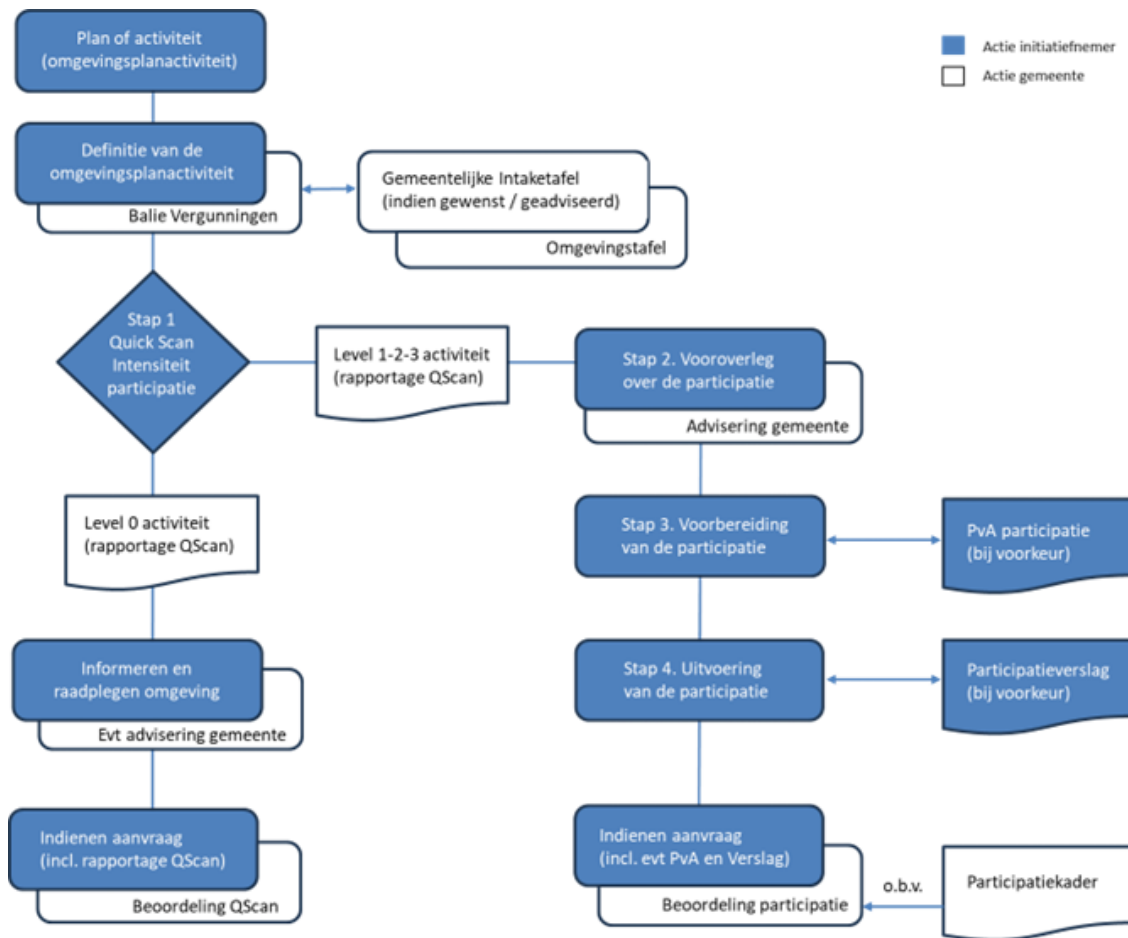 Plan of activiteit
(omgevingsplanactiviteit)
Actie initiatiefnemer
Actie gemeente
Definitie van de
omgevingsplanactiviteit
Balie Vergunningen
Gemeentelijke Intaketafel
(indien gewenst / geadviseerd)
Omgevingstafel
Stap 1
Quick Scan
Intensiteit
participatie
Level 1-2-3 activiteit
(rapportage QScan)
Stap 2. Vooroverleg
over de participatie
Advisering gemeente
Level 0 activiteit
(rapportage QScan)
Stap 3. Voorbereiding
van de participatie
PvA participatie
(bij voorkeur)
Informeren en
raadplegen omgeving
Evt advisering gemeente
Stap 4. Uitvoering
van de participatie
Participatieverslag
(bij voorkeur)
Indienen aanvraag
(incl. rapportage QScan)
Beoordeling QScan
Indienen aanvraag
(incl. evt PvA en Verslag)
Beoordeling participatie
o.b.v.
Participatiekader